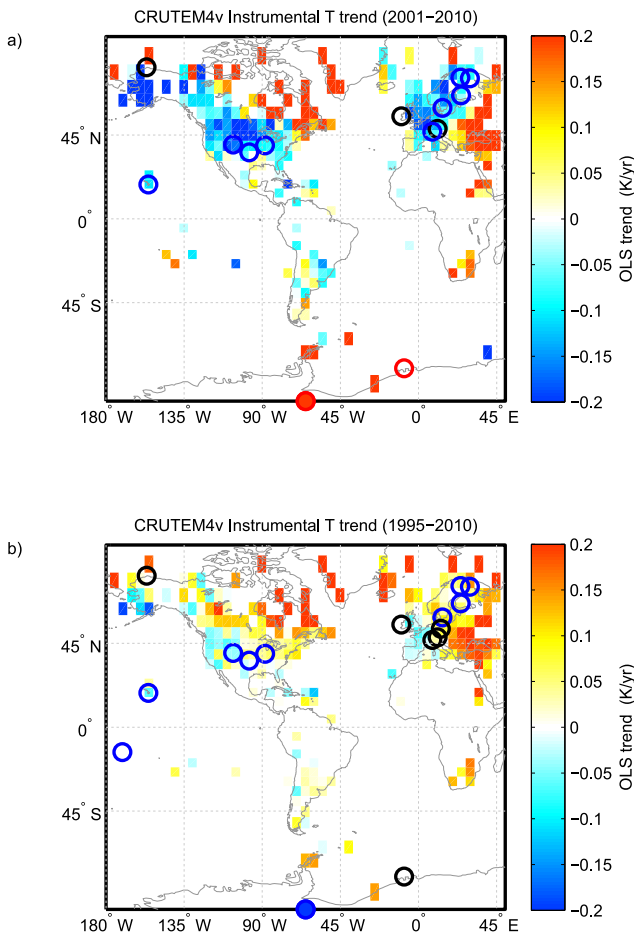 CRUTEM4v Instrumental T trend (2001−2010)
a)
45° N
0°
45° S
180° W 135° W 90° W 45° W 0° 45° E
0.2
0.15
0.1
0.05
0
−0.05
−0.1
−0.15
−0.2
OLS trend (K/yr)
CRUTEM4v Instrumental T trend (1995−2010)
b)
45° N
0°
45° S
180° W 135° W 90° W 45° W 0° 45° E
0.2
0.15
0.1
0.05
0
−0.05
−0.1
−0.15
−0.2
OLS trend (K/yr)